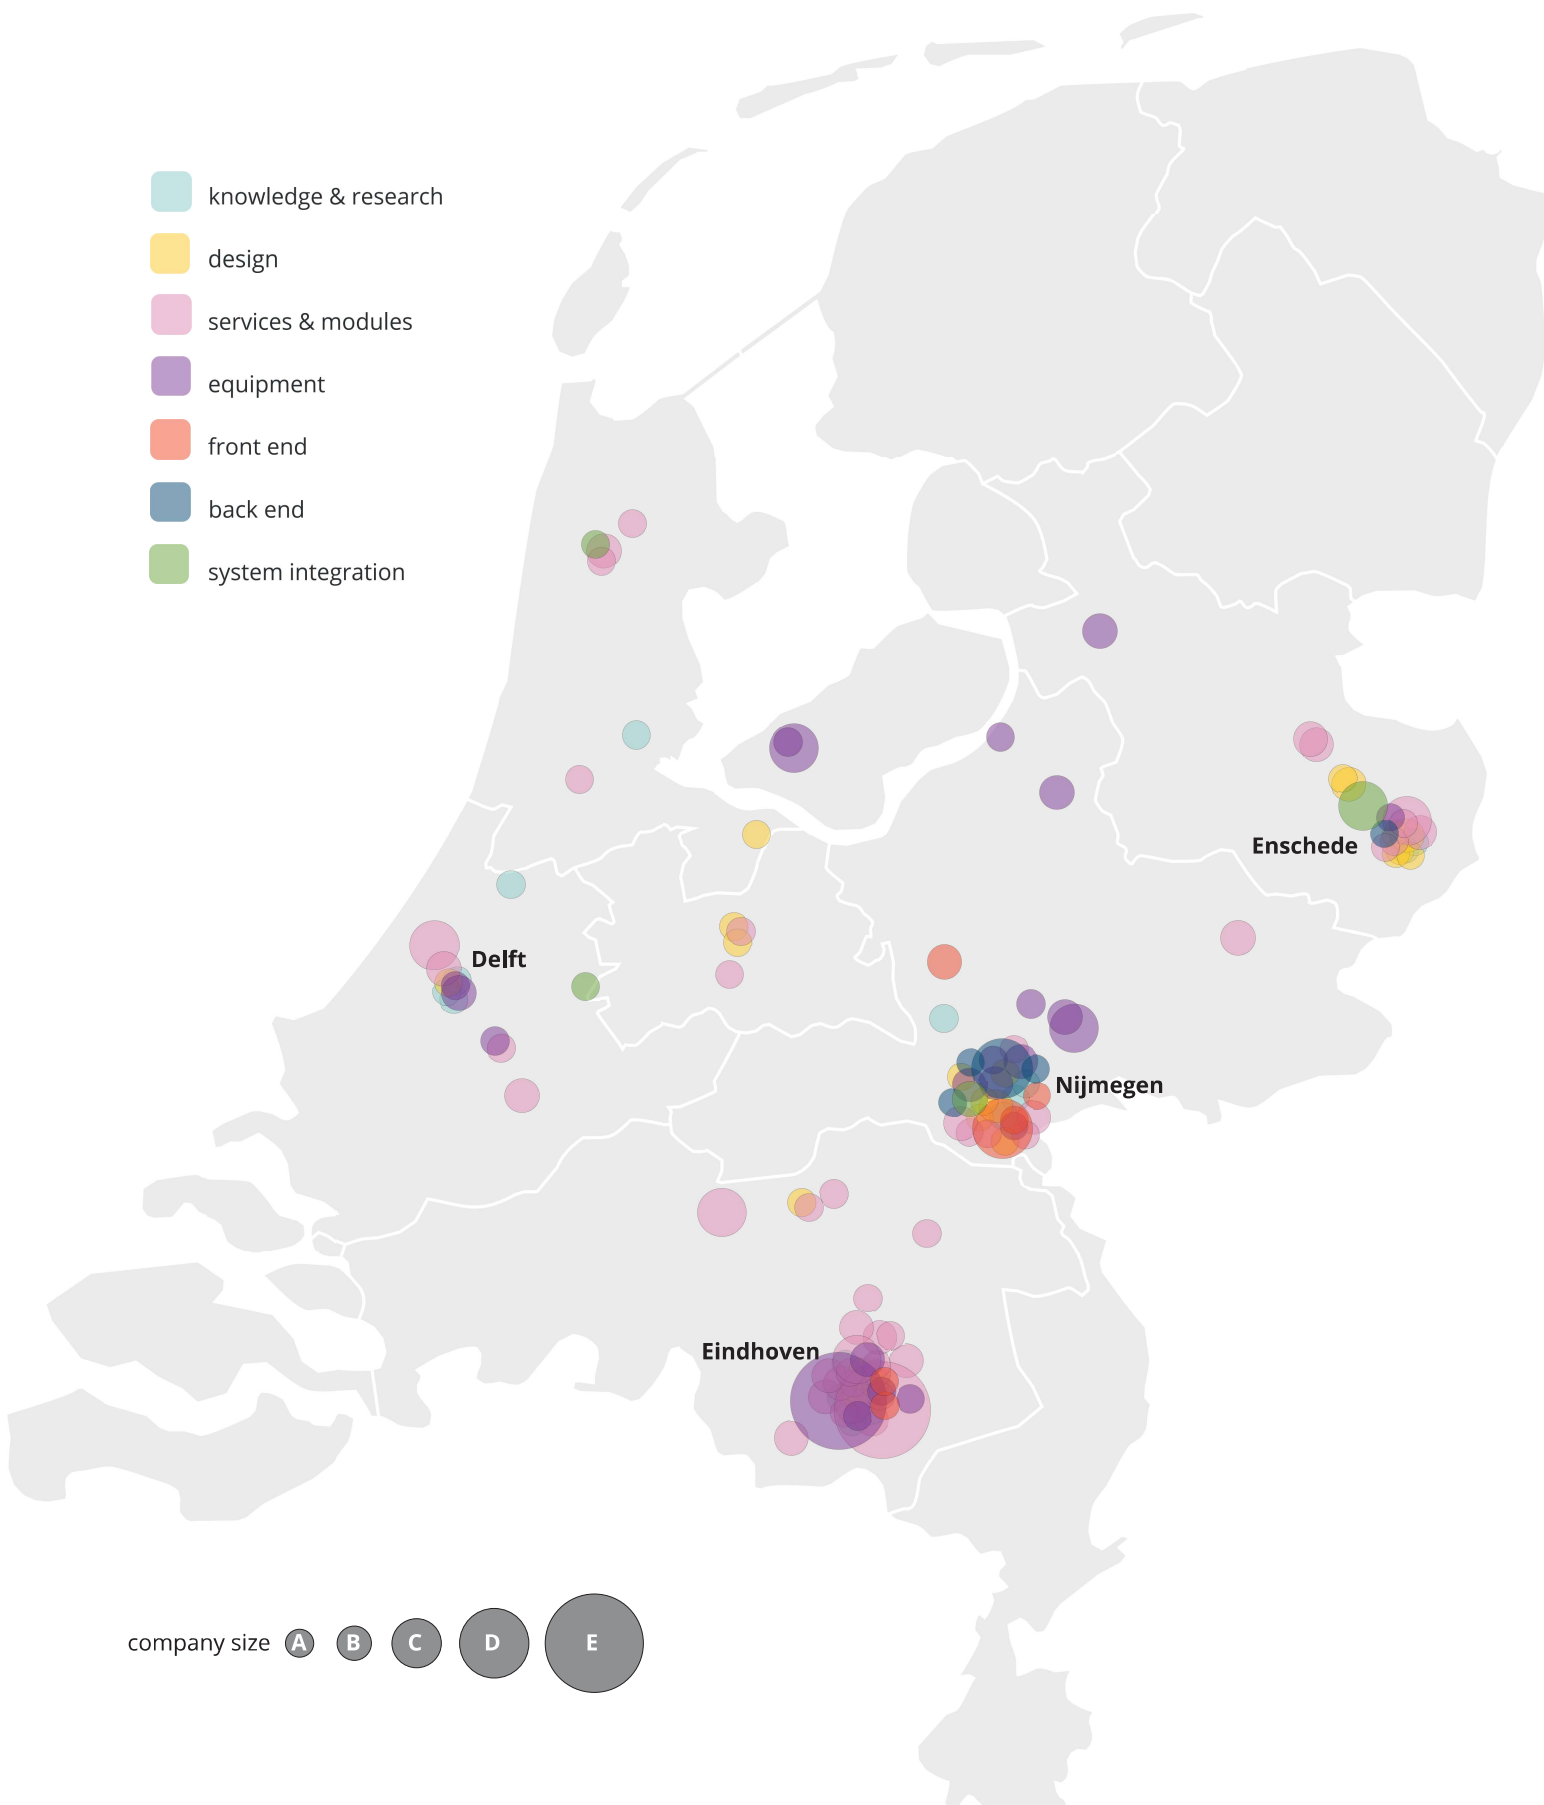 knowledge & research
design
services & modules
equipment
front end
back end
system integration
Enschede
Delft
Nijmegen
Eindhoven
company size A B C D E